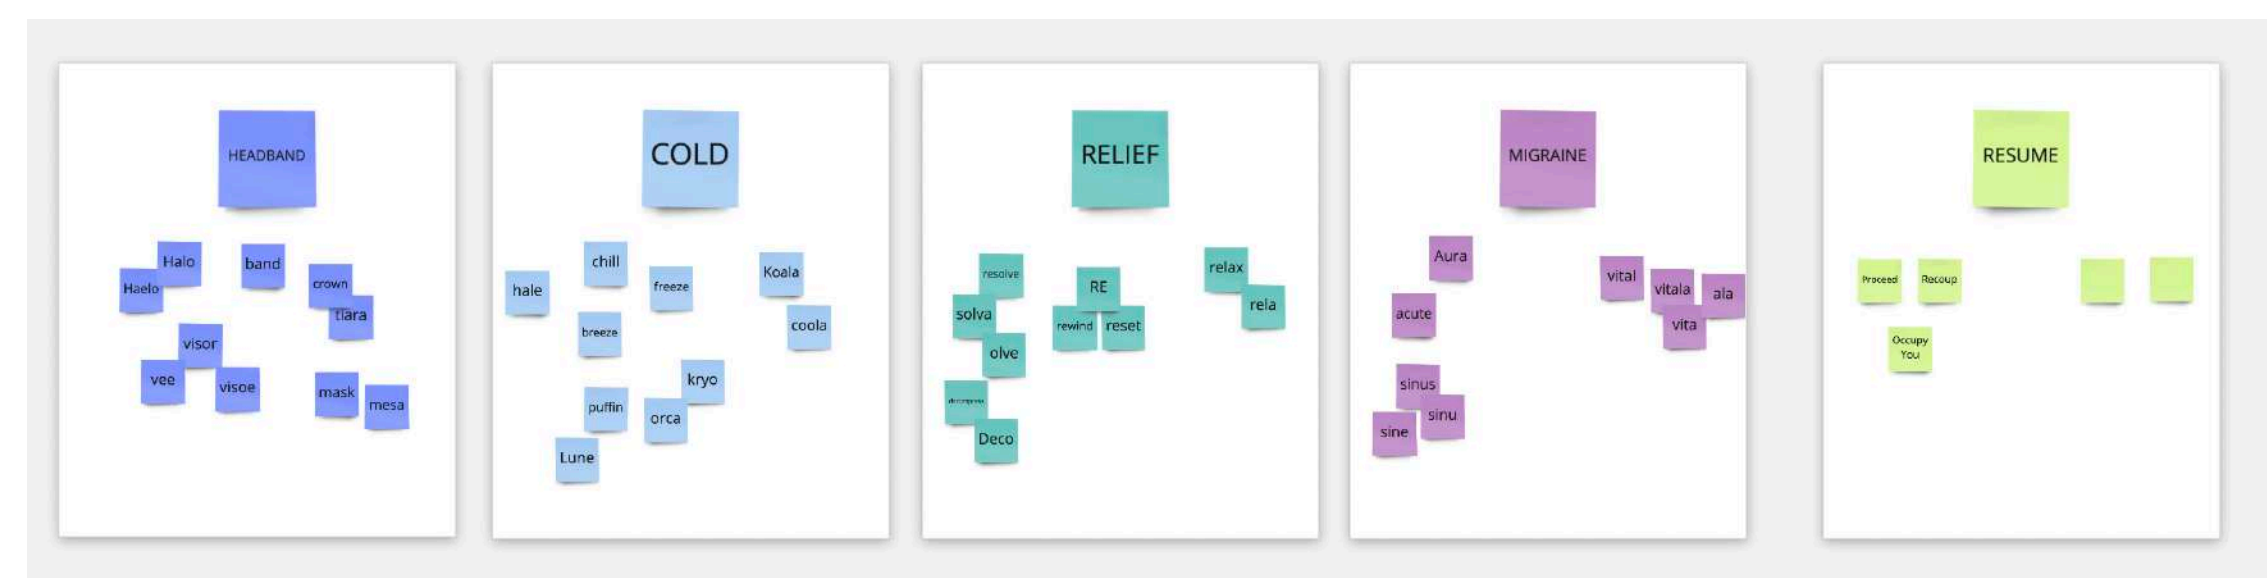 HEADBAND
Halo
Haelo
band
crown
tiara
visor
vee
visoe
mask
mesa
COLD
hale
chill
freeze
breeze
Koala
coola
kryo
puffin
orca
Lune
RELIEF
resolve
solva
olve
decompress
Deco
RE
rewind
reset
relax
rela
MIGRAINE
Aura
acute
sinus
sinu
sine
vital
vitala
ala
vita
RESUME
Proceed
Recoup
Occupy
You